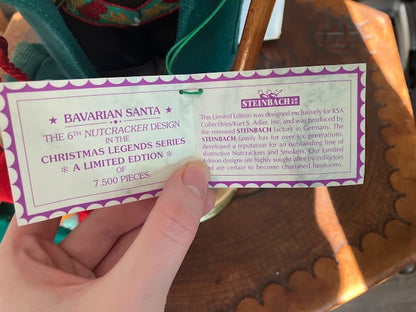 STEINBACH
★ BAVARIAN SANTA ★
THE 6TH NUTCRACKER DESIGN
IN THE
CHRISTMAS LEGENDS SERIES
* A LIMITED EDITION *
OF
7,500 PIECES
STEINBACH
This Limited Edition was designed exclusively for KSA
Collectibles/Kurt S. Adler, Inc. and was produced by
the renowned STEINBACH factory in Germany. The
STEINBACH family has for over six generations,
developed a reputation for an outstanding line of
distinctive Nutcrackers and Smokers. Our Limited
Edition designs are highly sought after by collectors
and are certain to become cherished heirlooms.